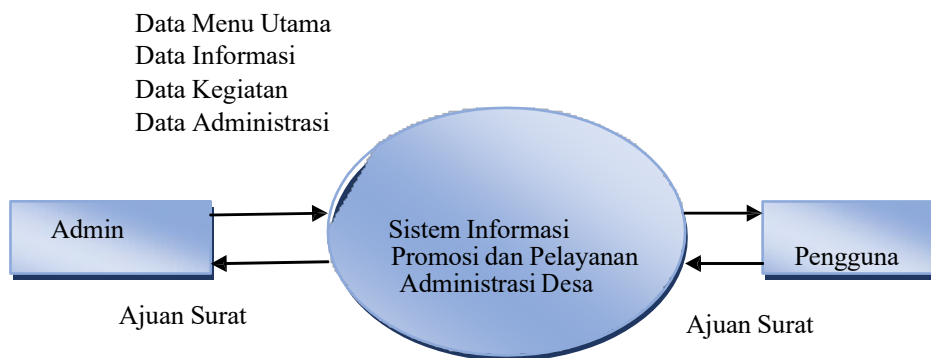 Data Menu Utama
Data Informasi
Data Kegiatan
Data Administrasi
Admin
Sistem Informasi
Promosi dan Pelayanan
Administrasi Desa
Pengguna
Ajuan Surat
Ajuan Surat